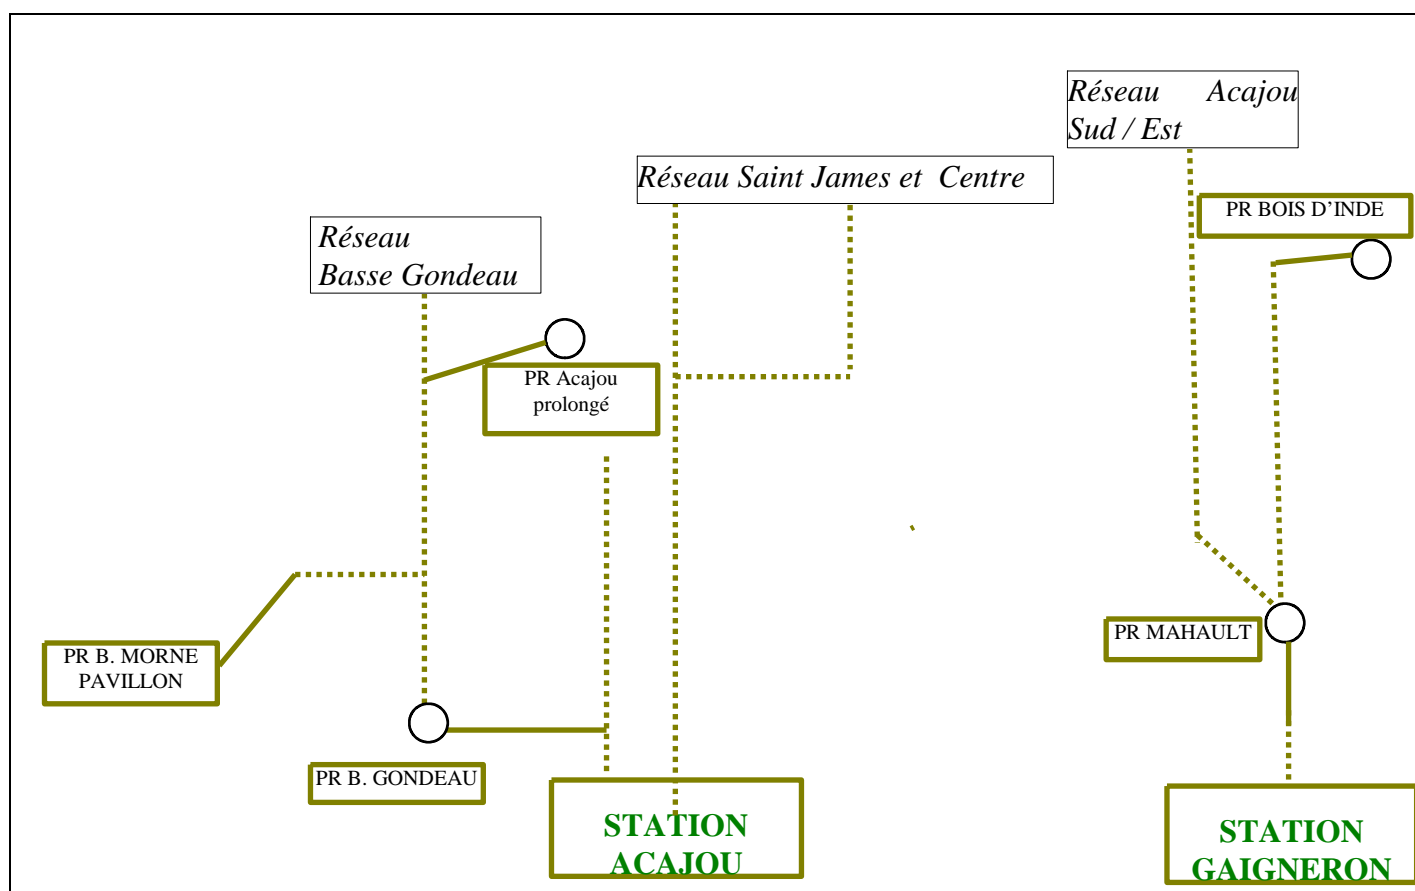 Réseau Acajou
Sud / Est
Réseau Saint James et Centre
PR BOIS D’INDE
Réseau
Basse Gondeau
PR Acajou
prolongé
PR MAHAULT
PR B. MORNE
PAVILLON
PR B. GONDEAU
STATION
ACAJOU
STATION
GAIGNERON